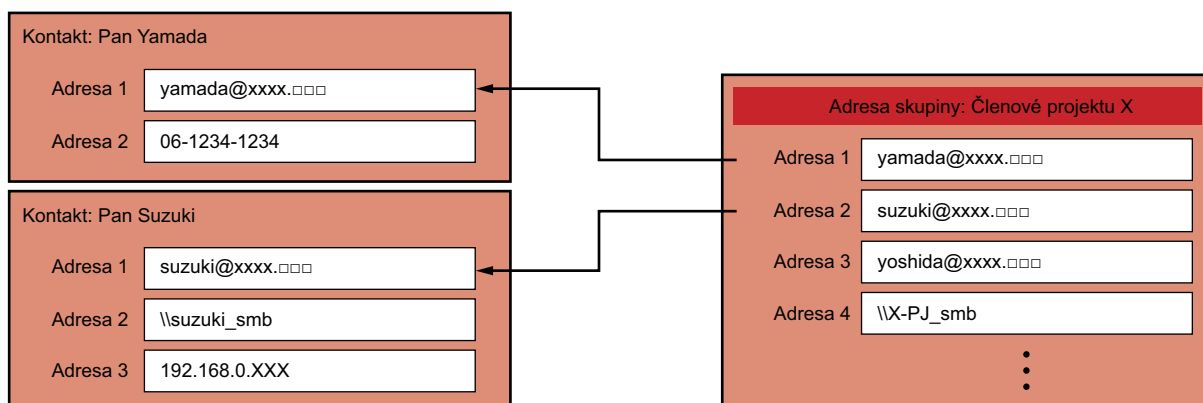 Kontakt: Pan Yamada
Adresa 1 yamada@xxxx.□□□
Adresa 2 06-1234-1234
Kontakt: Pan Suzuki
Adresa 1 suzuki@xxxx.□□□
Adresa 2 \\suzuki_smb
Adresa 3 192.168.0.XXX
Adresa skupiny: Členové projektu X
Adresa 1 yamada@xxxx.□□□
Adresa 2 suzuki@xxxx.□□□
Adresa 3 yoshida@xxxx.□□□
Adresa 4 \\X-PJ_smb